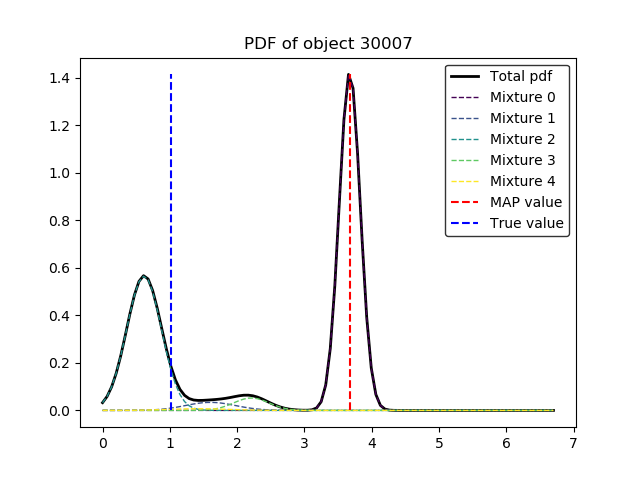 PDF of object 30007
1.4
1.2
1.0
0.8
0.6
0.4
0.2
0.0
0 1 2 3 4 5 6 7
Total pdf
Mixture 0
Mixture 1
Mixture 2
Mixture 3
Mixture 4
MAP value
True value